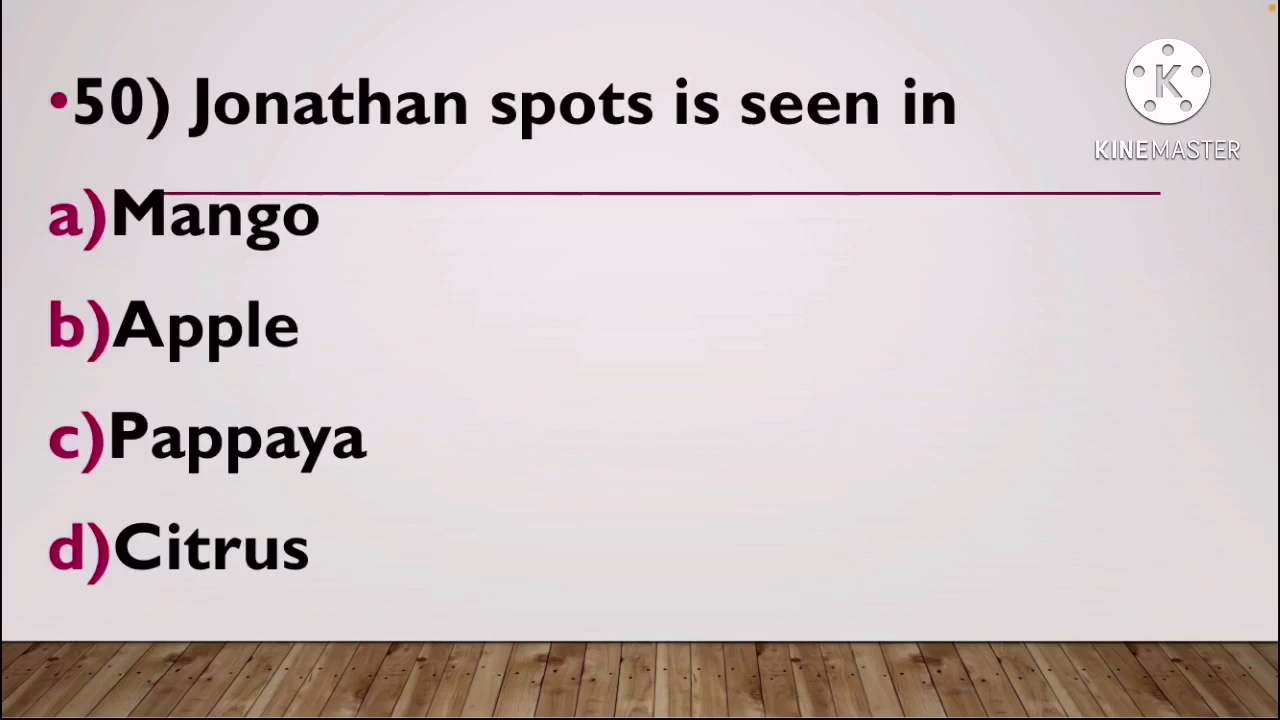 •50) Jonathan spots is seen in
KINEMASTER
a)Mango
b)Apple
c)Pappaya
d)Citrus